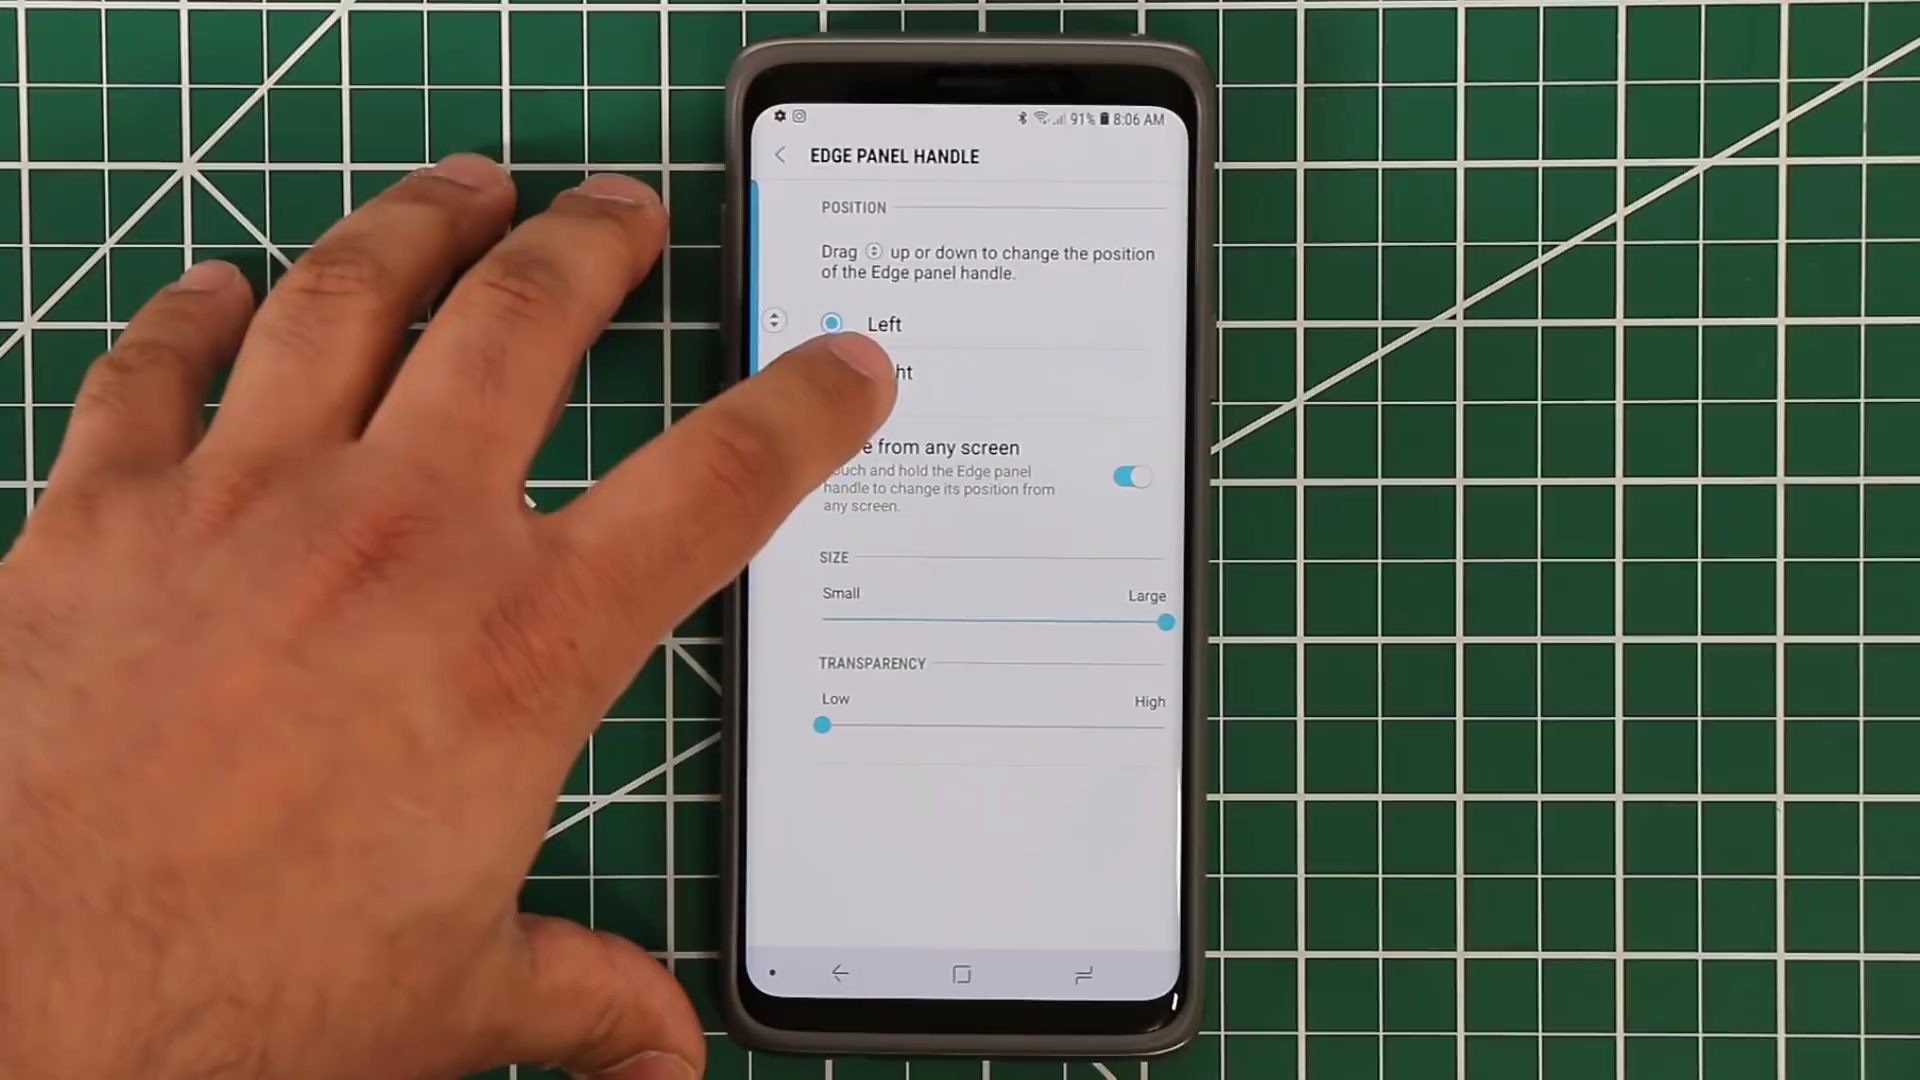 91% 8:06 AM
EDGE PANEL HANDLE
POSITION
Drag up or down to change the position
of the Edge panel handle.
Left
from any screen
handle to change its position from
and hold the Edge panel
any screen.
SIZE
Small Large
TRANSPARENCY
Low High